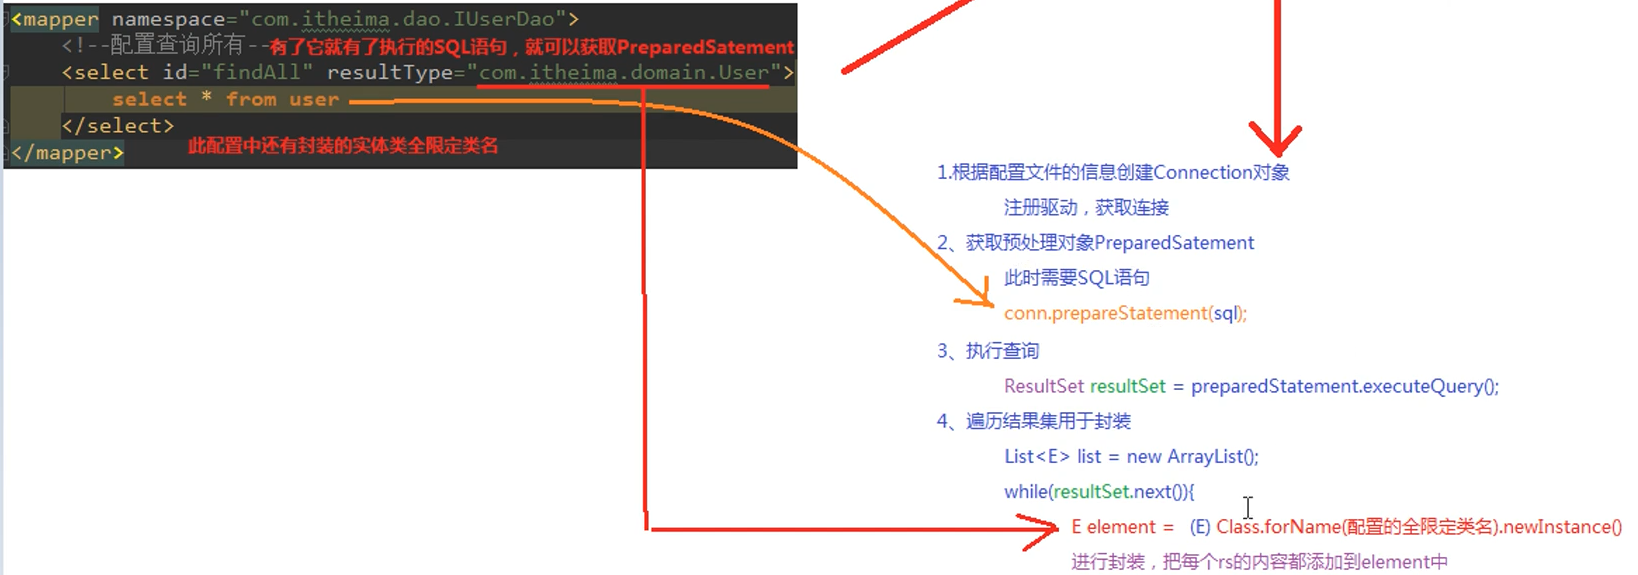 <mapper namespace="com.itheima.dao.IUserDao">
<!--配置查询所有--有了它就有了执行的SQL语句，就可以获取PreparedSatement
<select id="findAll" resultType="com.itheima.domain.User">
select * from user
</select>
此配置中还有封装的实体类全限定类名
</mapper>
1.根据配置文件的信息创建Connection对象
注册驱动，获取连接
2、获取预处理对象PreparedSatement
此时需要SQL语句
conn.prepareStatement(sql);
3、执行查询
ResultSet resultSet = preparedStatement.executeQuery();
4、遍历结果集用于封装
List<E> list = new ArrayList();
while(resultSet.next()){
E element = (E) Class.forName(配置的全限定类名).newInstance()
进行封装，把每个rs的内容都添加到element中